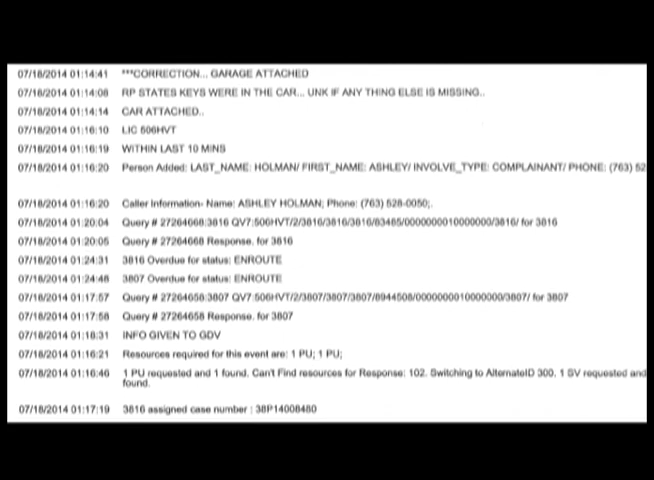 07/18/2014 01:14:41 ***CORRECTION... GARAGE ATTACHED
07/18/2014 01:14:08 RP STATES KEYS WERE IN THE CAR... UNK IF ANY THING ELSE IS MISSING..
07/18/2014 01:14:14 CAR ATTACHED..
07/18/2014 01:16:10 LIC 506HVT
07/18/2014 01:16:19 WITHIN LAST 10 MINS
07/18/2014 01:16:20 Person Added: LAST_NAME: HOLMAN/ FIRST_NAME: ASHLEY/ INVOLVE_TYPE: COMPLAINANT/ PHONE: (763) 52
07/18/2014 01:16:20 Caller Information- Name: ASHLEY HOLMAN; Phone: (763) 528-0050;.
07/18/2014 01:20:04 Query # 27264668:3816 QV7:506HVT/2/3816/3816/3816/83485/0000000010000000/3816/ for 3816
07/18/2014 01:20:05 Query # 27264668 Response. for 3816
07/18/2014 01:24:31 3816 Overdue for status: ENROUTE
07/18/2014 01:24:48 3807 Overdue for status: ENROUTE
07/18/2014 01:17:57 Query # 27264658:3807 QV7:506HVT/2/3807/3807/3807/8944508/0000000010000000/3807/ for 3807
07/18/2014 01:17:58 Query # 27264658 Response. for 3807
07/18/2014 01:18:31 INFO GIVEN TO GDV
07/18/2014 01:16:21 Resources required for this event are: 1 PU; 1 PU;
07/18/2014 01:16:46 1 PU requested and 1 found. Can't Find resources for Response: 102. Switching to AlternateID 300. 1 SV requested and
found.
07/18/2014 01:17:19 3816 assigned case number : 38P14008480